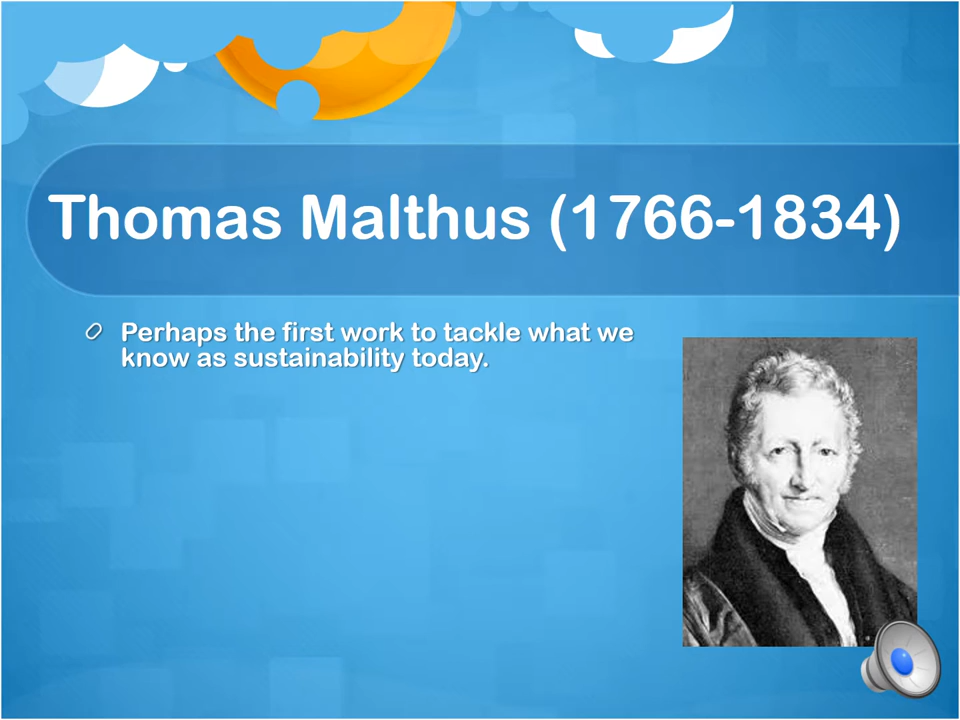 Thomas Malthus (1766-1834)
Perhaps the first work to tackle what we
know as sustainability today.